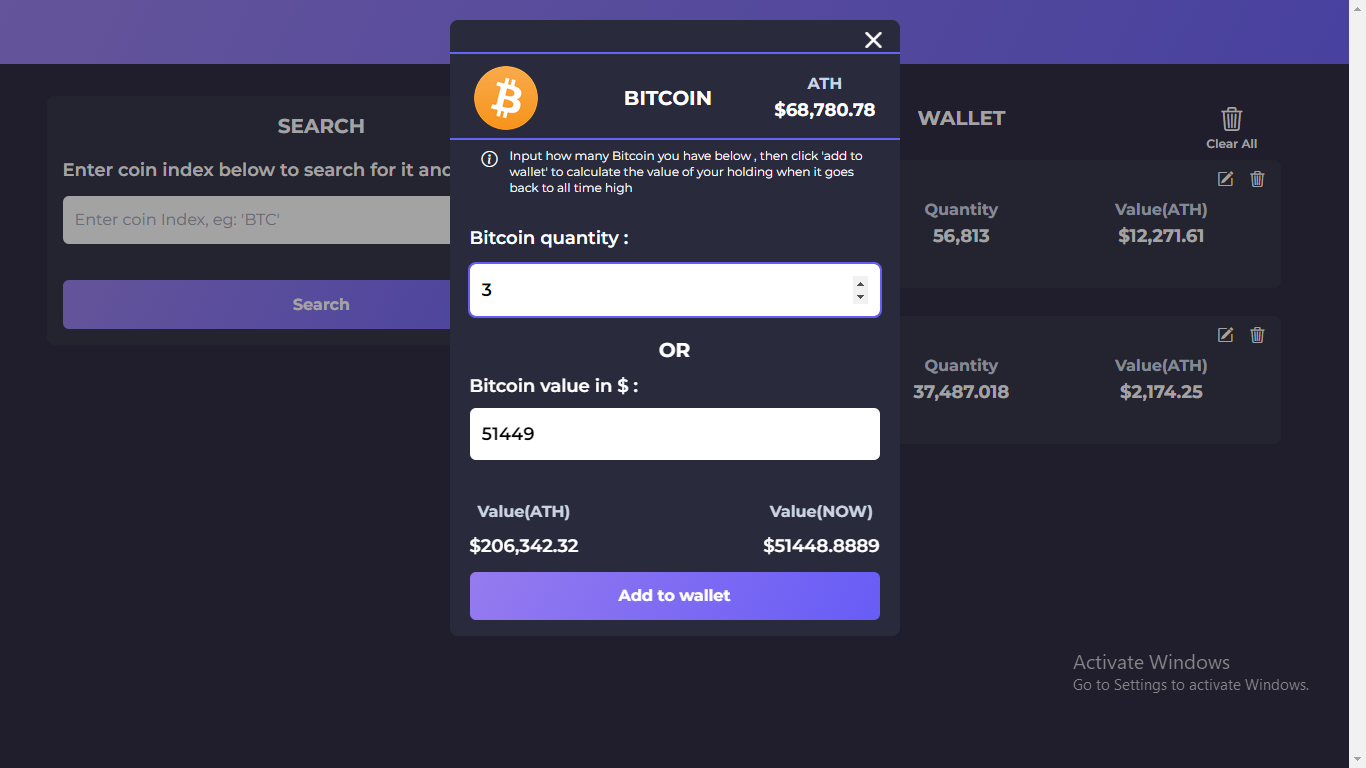 BITCOIN
ATH
$68,780.78
Input how many Bitcoin you have below , then click 'add to
wallet' to calculate the value of your holding when it goes
back to all time high
Bitcoin quantity :
3
OR
Bitcoin value in $ :
51449
Value(ATH)
Value(NOW)
$206,342.32
$51448.8889
Add to wallet
SEARCH
Enter coin index below to search for it and
Enter coin Index, eg: 'BTC'
Search
WALLET
Clear All
Quantity
Value(ATH)
56,813
$12,271.61
Quantity
Value(ATH)
37,487.018
$2,174.25
Activate Windows
Go to Settings to activate Windows.